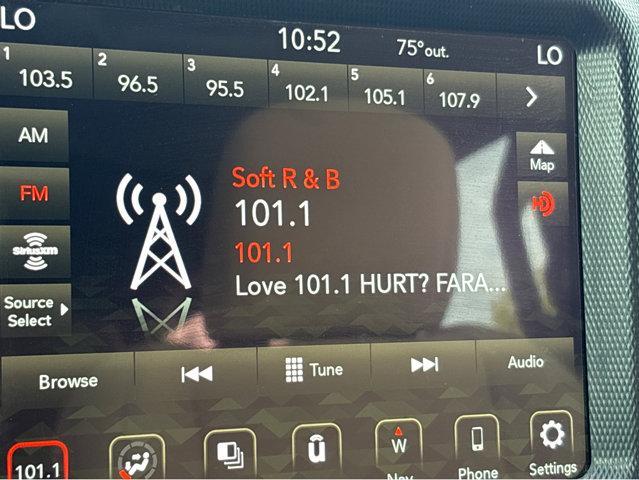 LO 10:52 75° out. LO
1 103.5 2 96.5 3 95.5 4 102.1 5 105.1 6 107.9
AM
FM
SiriusXM
Source
Select
Soft R & B
101.1
101.1
Love 101.1 HURT? FARA...
Map
HD
Browse Tune Audio
101.1 ū W
Nav Phone Settings